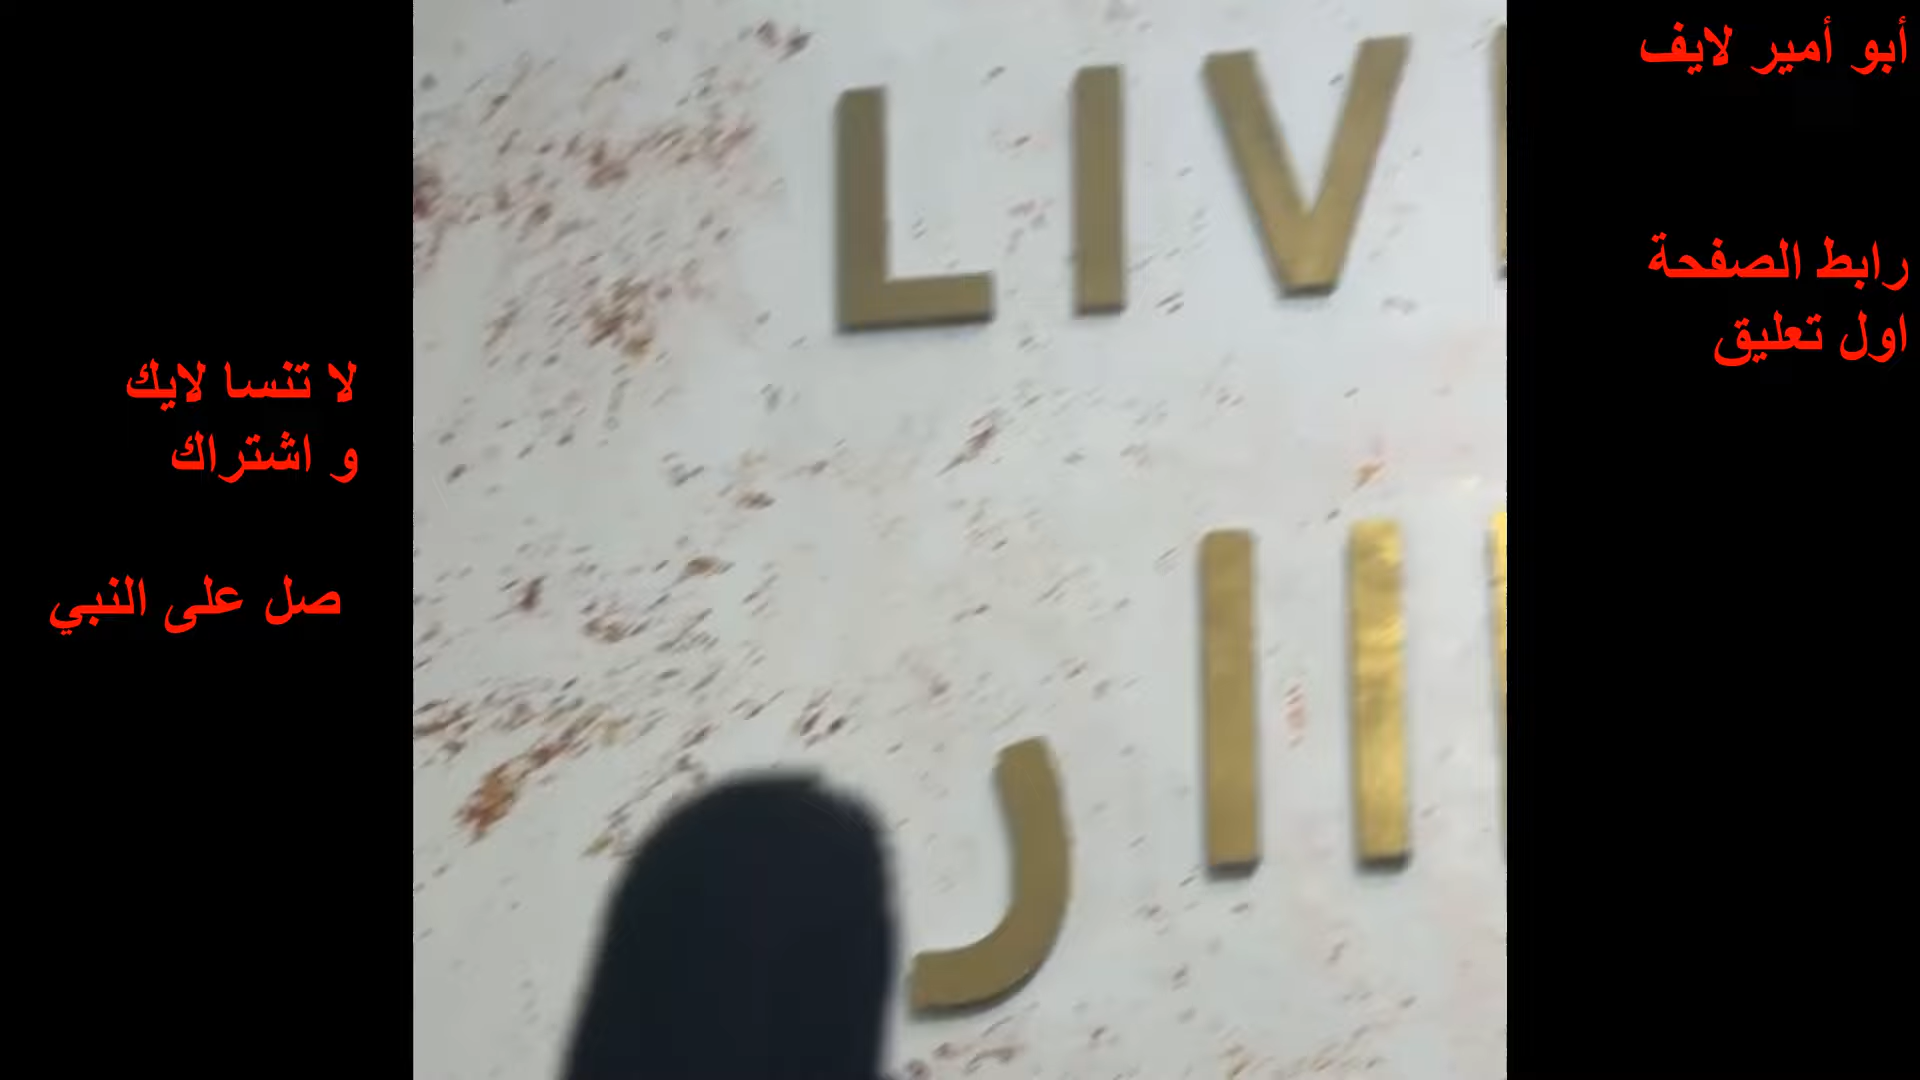 أبو أمير لايف
رابط الصفحة
اول تعليق
لا تنسا لايك
و اشتراك
صل على النبي
LIV